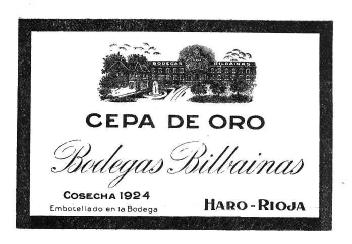 BODEGAS BILBAINAS
CEPA DE ORO
Bodegas Bilbainas
COSECHA 1924
Embotellado en la Bodega
HARO-RIOJA